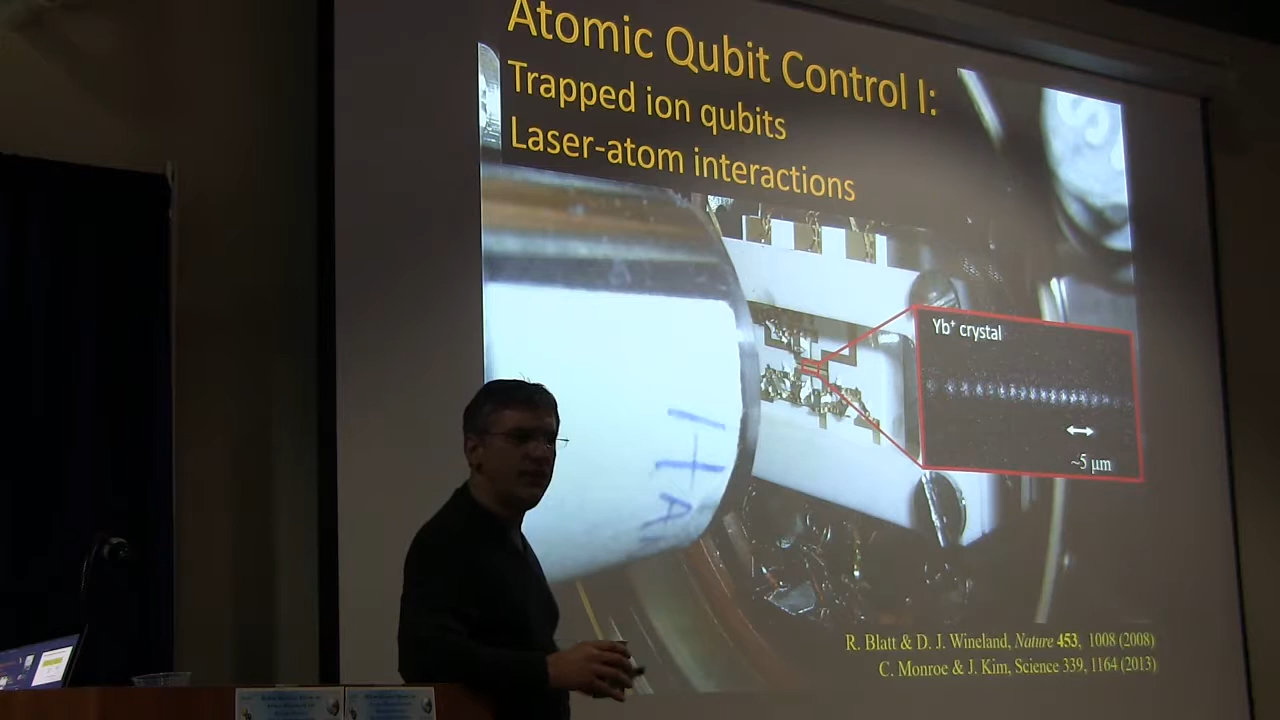 Atomic Qubit Control I:
Trapped ion qubits
Laser-atom interactions
Yb⁺ crystal
~5 μm
R. Blatt & D. J. Wineland, Nature 453, 1008 (2008)
C. Monroe & J. Kim, Science 339, 1164 (2013)